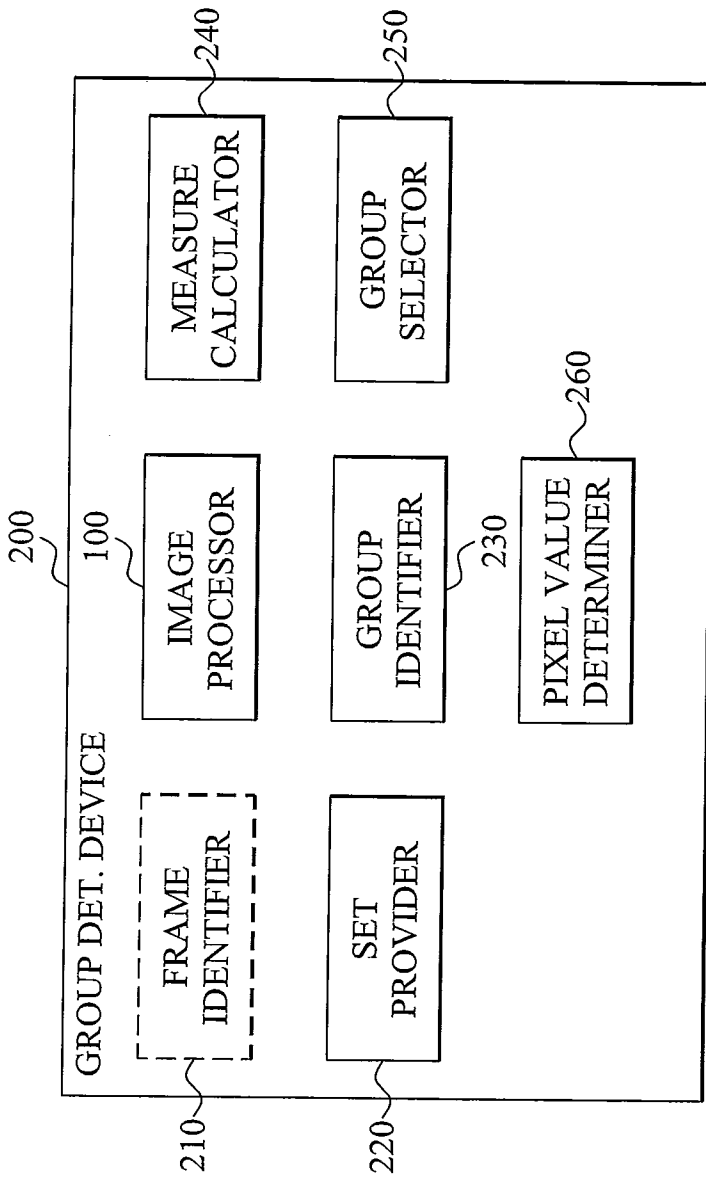 200
GROUP DET. DEVICE
100
240
FRAME
IDENTIFIER
IMAGE
PROCESSOR
MEASURE
CALCULATOR
210
250
SET
PROVIDER
GROUP
IDENTIFIER
GROUP
SELECTOR
220
230
260
PIXEL VALUE
DETERMINER